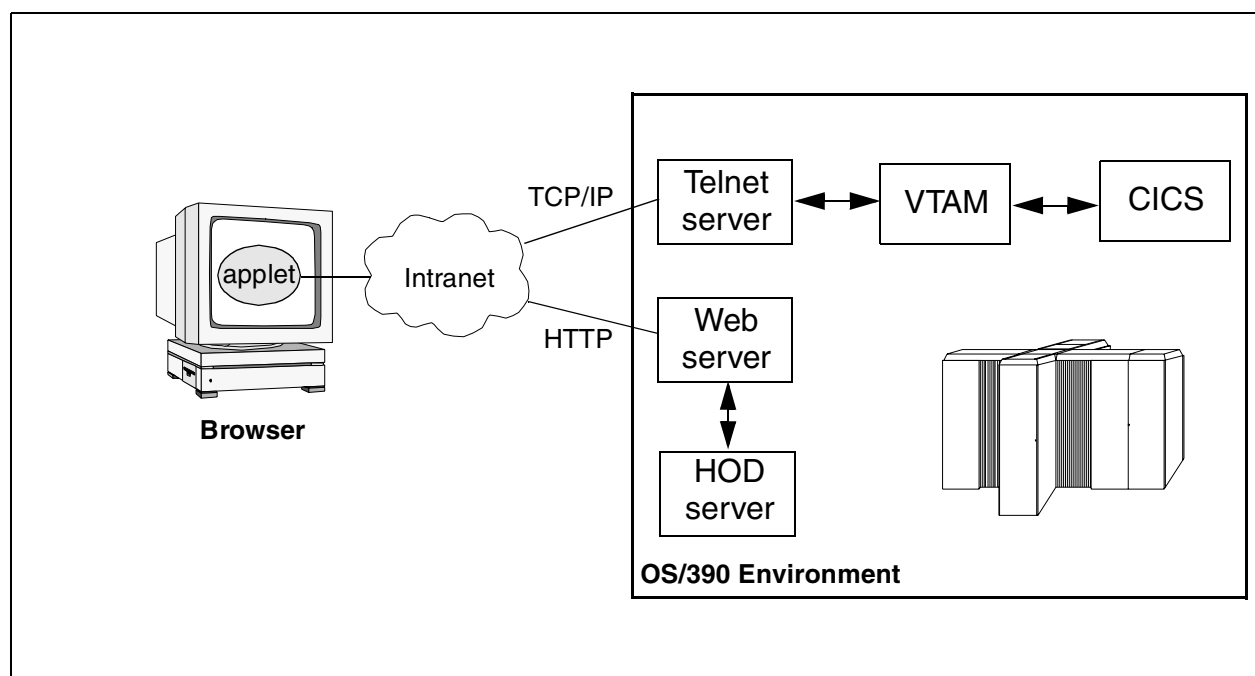 Telnet
server
VTAM
CICS
TCP/IP
applet
Intranet
HTTP
Web
server
Browser
HOD
server
OS/390 Environment